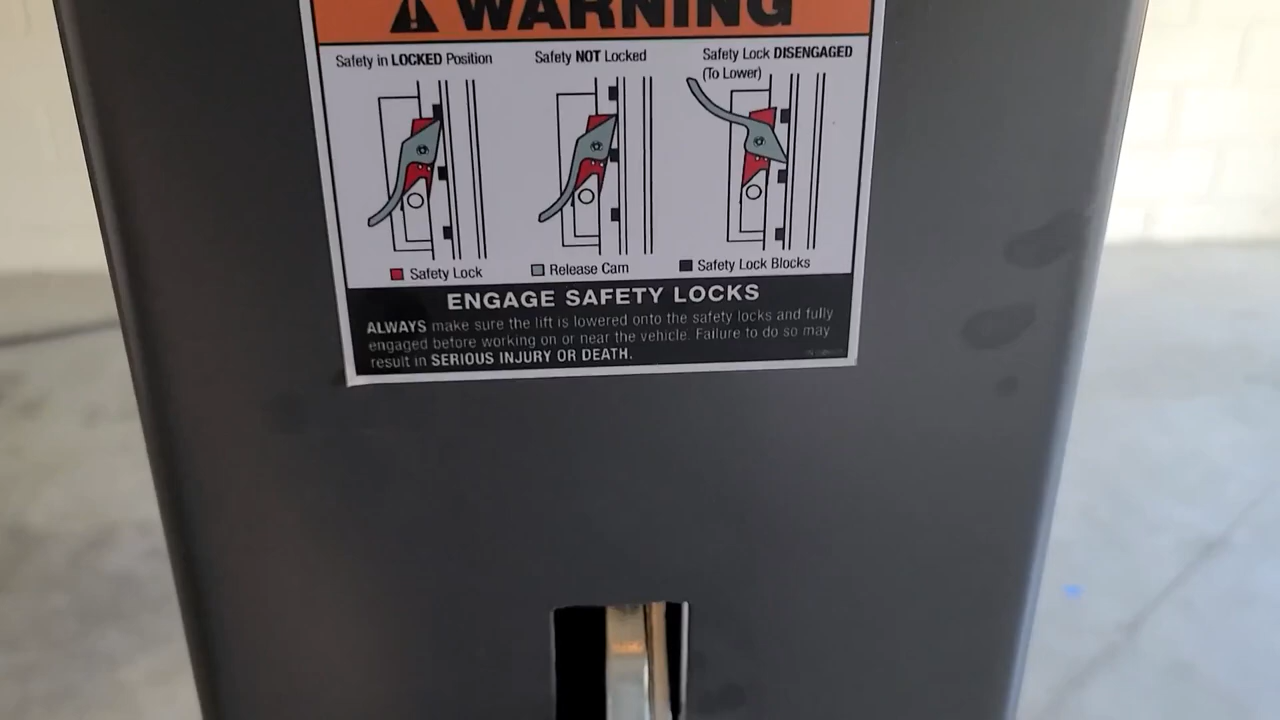 WARNING
Safety in LOCKED Position
Safety NOT Locked
Safety Lock DISENGAGED
(To Lower)
Safety Lock
Release Cam
Safety Lock Blocks
ENGAGE SAFETY LOCKS
ALWAYS make sure the lift is lowered onto the safety locks and fully
engaged before working on or near the vehicle. Failure to do so may
result in SERIOUS INJURY OR DEATH.